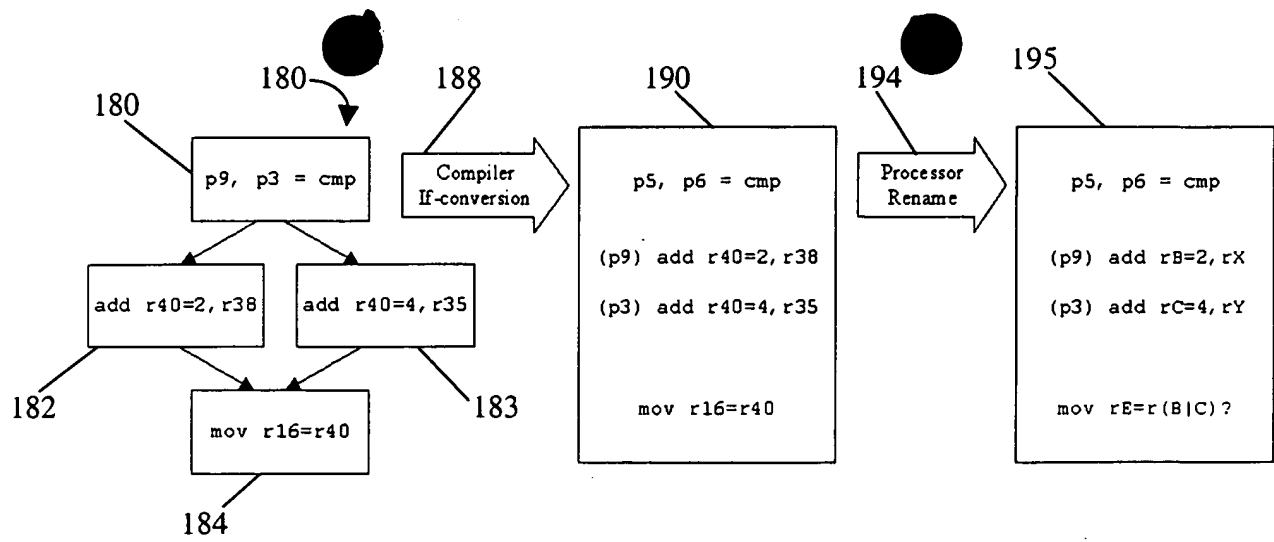 180
180
188
190
194
195
p9, p3 = cmp
Compiler
If-conversion
p5, p6 = cmp
Processor
Rename
p5, p6 = cmp
add r40=2,r38
add r40=4,r35
(p9) add r40=2,r38
(p3) add r40=4,r35
(p9) add rB=2,rX
(p3) add rC=4,rY
182
183
mov r16=r40
mov r16=r40
mov rE=r(B|C)?
184